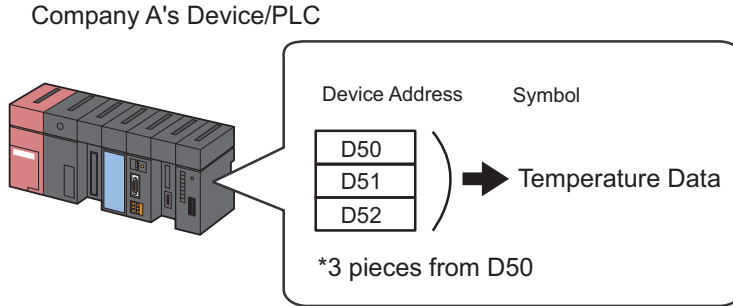 Company A's Device/PLC
Device Address Symbol
D50
D51
D52
Temperature Data
*3 pieces from D50